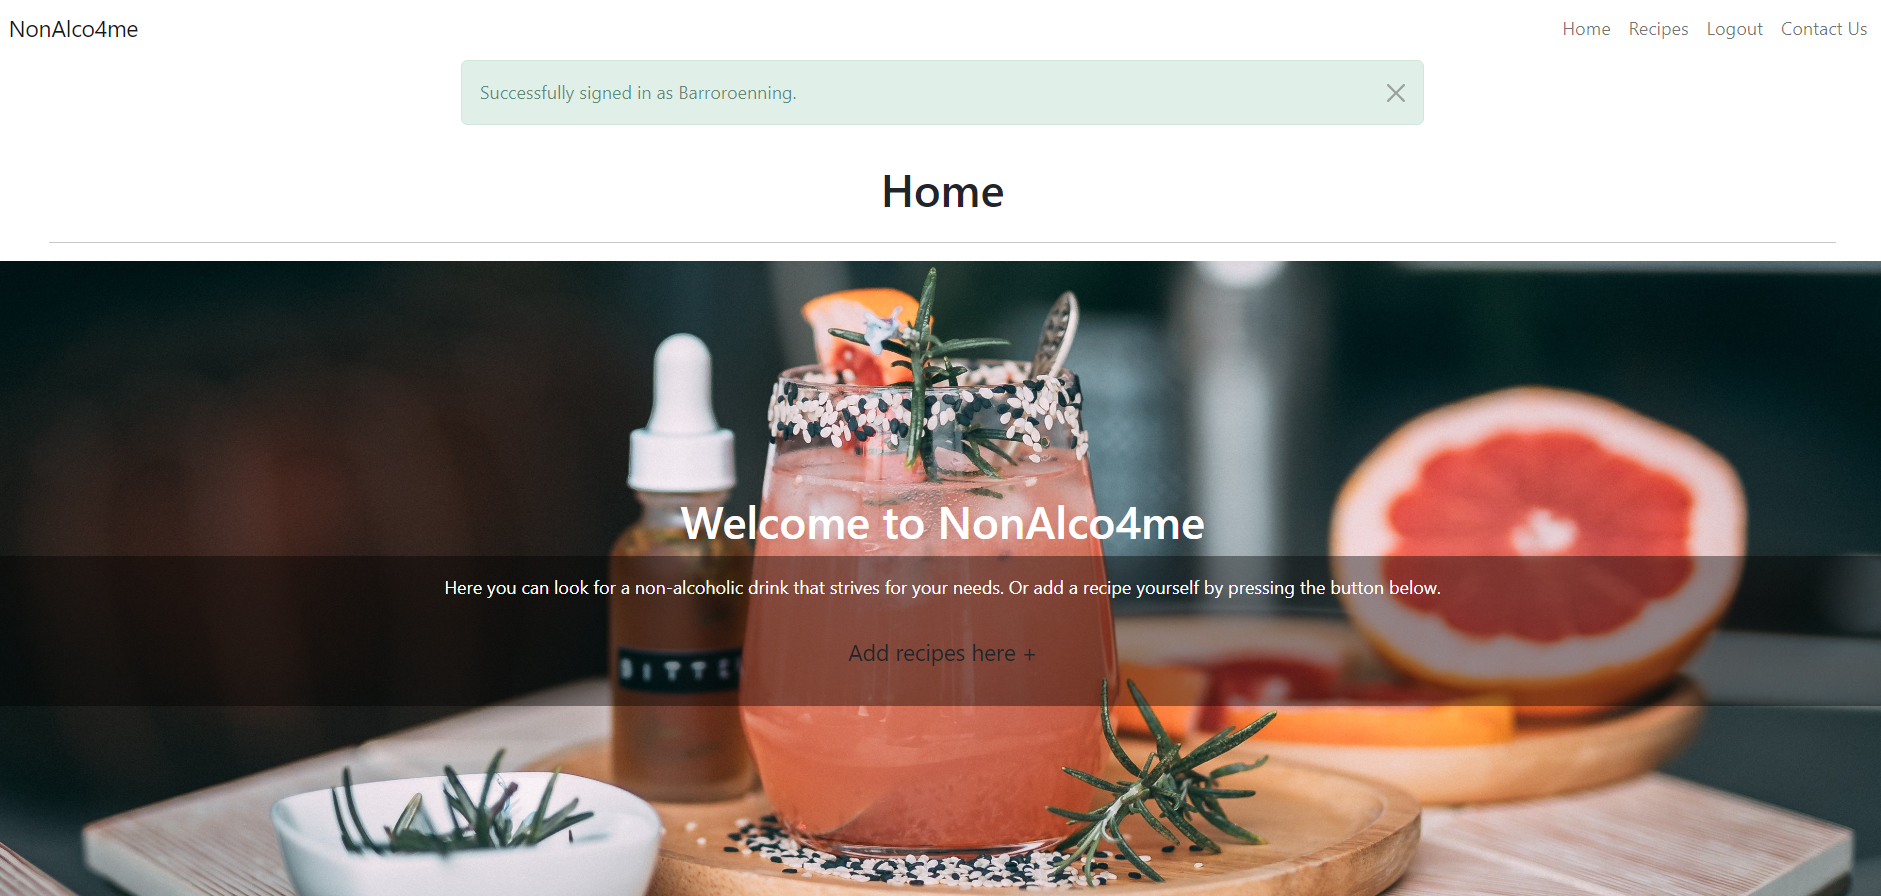 NonAlco4me
Home Recipes Logout Contact Us
Successfully signed in as Barroroenning.
Home
Welcome to NonAlco4me
Here you can look for a non-alcoholic drink that strives for your needs. Or add a recipe yourself by pressing the button below.
Add recipes here +
BITTE